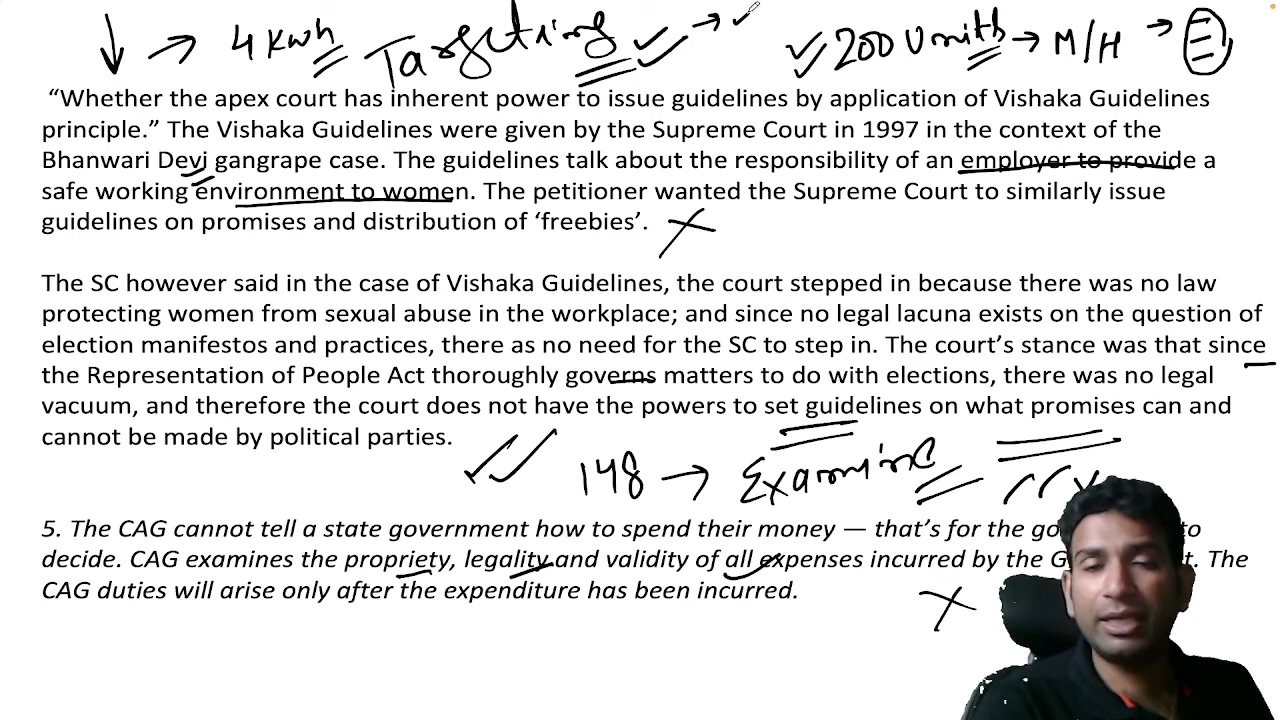 ↓ → 4 Kwh Targeting → ✓ 200 Units → M/H → E
“Whether the apex court has inherent power to issue guidelines by application of Vishaka Guidelines
principle.” The Vishaka Guidelines were given by the Supreme Court in 1997 in the context of the
Bhanwari Devi gangrape case. The guidelines talk about the responsibility of an employer to provide a
safe working environment to women. The petitioner wanted the Supreme Court to similarly issue
guidelines on promises and distribution of ‘freebies’.
The SC however said in the case of Vishaka Guidelines, the court stepped in because there was no law
protecting women from sexual abuse in the workplace; and since no legal lacuna exists on the question of
election manifestos and practices, there as no need for the SC to step in. The court’s stance was that since
the Representation of People Act thoroughly governs matters to do with elections, there was no legal
vacuum, and therefore the court does not have the powers to set guidelines on what promises can and
cannot be made by political parties.
148 → Examine
5. The CAG cannot tell a state government how to spend their money — that’s for the to
decide. CAG examines the propriety, legality and validity of all expenses incurred by the The
CAG duties will arise only after the expenditure has been incurred.